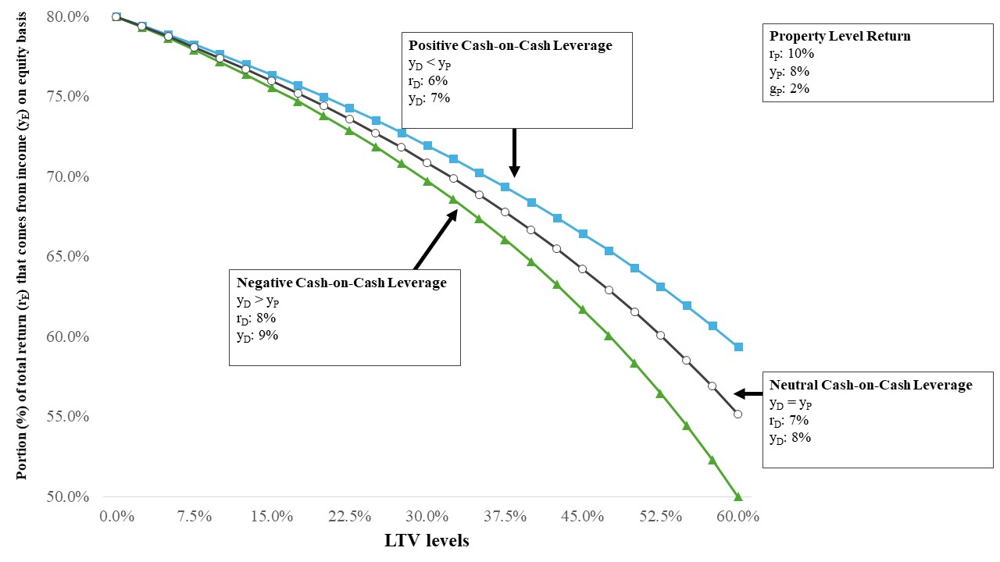 Portion (%) of total return (rE) that comes from income (yE) on equity basis
80.0%
75.0%
70.0%
65.0%
60.0%
55.0%
50.0%
Positive Cash-on-Cash Leverage
yD < yP
rD: 6%
yD: 7%
Property Level Return
rP: 10%
yP: 8%
gP: 2%
Negative Cash-on-Cash Leverage
yD > yP
rD: 8%
yD: 9%
Neutral Cash-on-Cash Leverage
yD = yP
rD: 7%
yD: 8%
0.0% 7.5% 15.0% 22.5% 30.0% 37.5% 45.0% 52.5% 60.0%
LTV levels